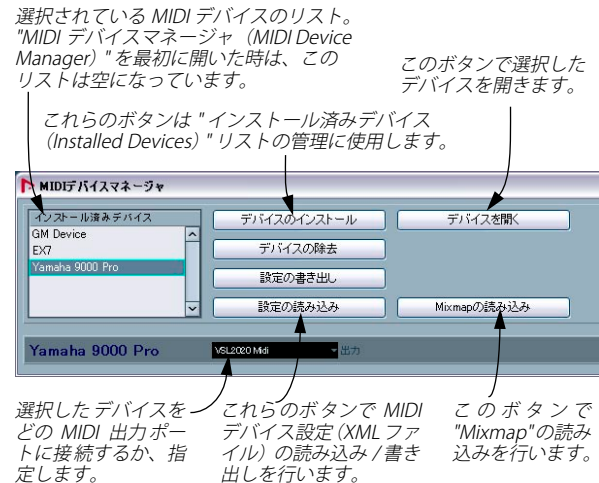 選択されている MIDI デバイスのリスト。
"MIDI デバイスマネージャ（MIDI Device
Manager）" を最初に開いた時は、この
リストは空になっています。
このボタンで選択した
デバイスを開きます。
これらのボタンは " インストール済みデバイス
（Installed Devices）" リストの管理に使用します。
MIDIデバイスマネージャ
インストール済みデバイス
GM Device
EX7
Yamaha 9000 Pro
デバイスのインストール
デバイスの除去
設定の書き出し
設定の読み込み
デバイスを開く
Mixmapの読み込み
Yamaha 9000 Pro
VSL2020 Midi
出力
選択したデバイスを
どの MIDI 出力ポー
トに接続するか、指
定します。
これらのボタンで MIDI
デバイス設定（XML ファ
イル）の読み込み / 書き
出しを行います。
このボタンで
"Mixmap"の読み
込みを行います。